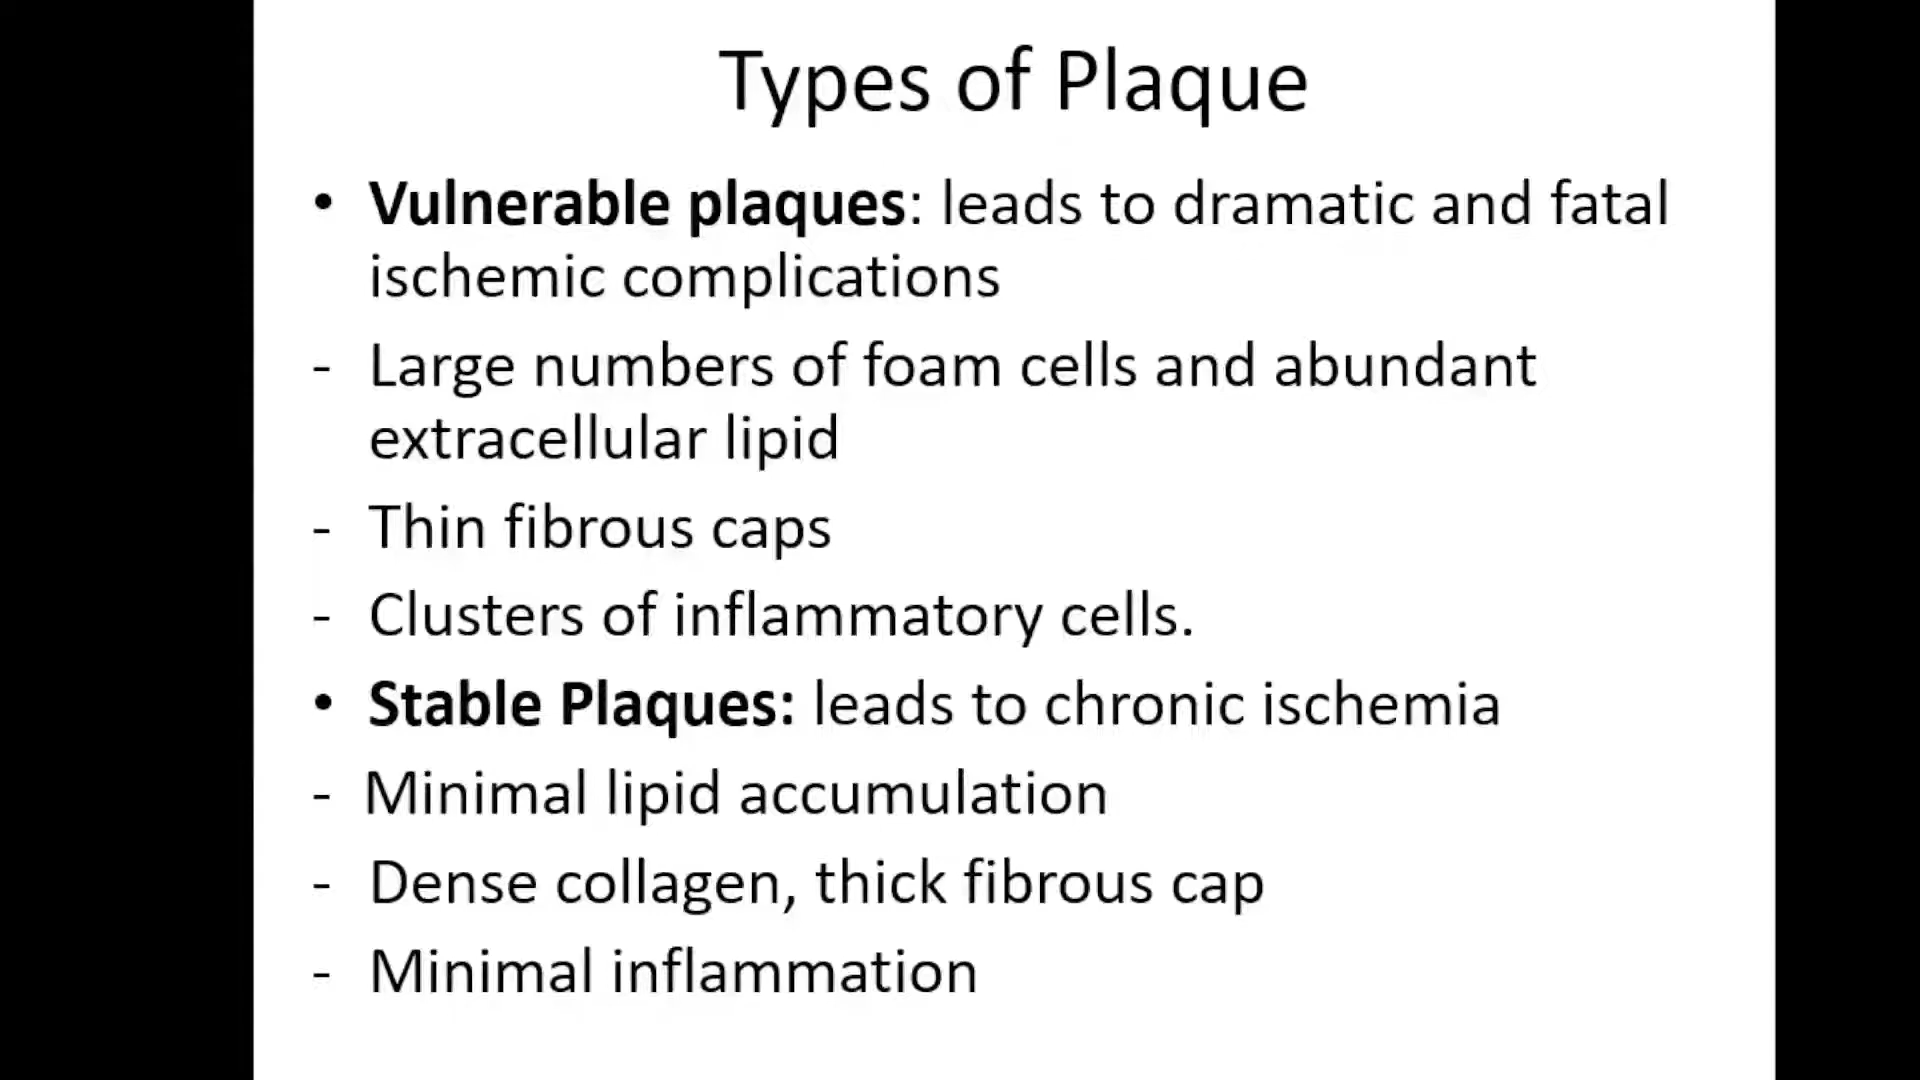 Types of Plaque
• Vulnerable plaques: leads to dramatic and fatal
ischemic complications
- Large numbers of foam cells and abundant
extracellular lipid
- Thin fibrous caps
- Clusters of inflammatory cells.
• Stable Plaques: leads to chronic ischemia
- Minimal lipid accumulation
- Dense collagen, thick fibrous cap
- Minimal inflammation